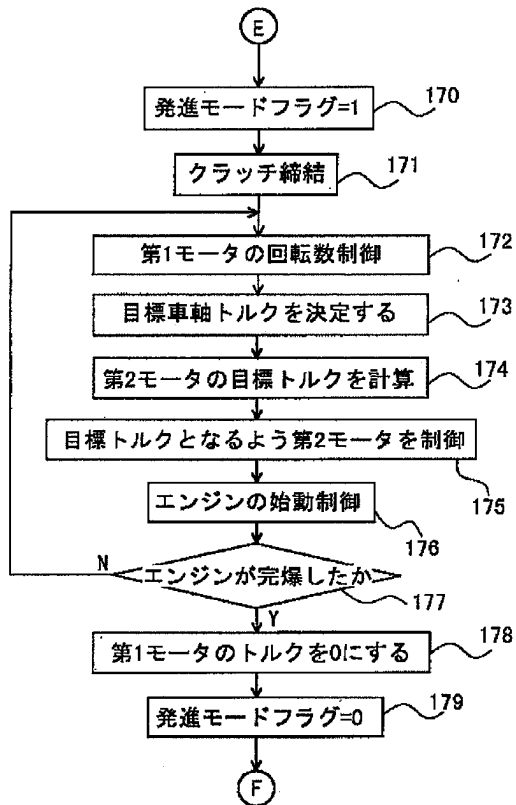 E
発進モードフラグ=1
170
クラッチ締結
171
第1モータの回転数制御
172
目標車軸トルクを決定する
173
第2モータの目標トルクを計算
174
目標トルクとなるよう第2モータを制御
175
エンジンの始動制御
176
N
エンジンが完爆したか
177
Y
第1モータのトルクを0にする
178
発進モードフラグ=0
179
F